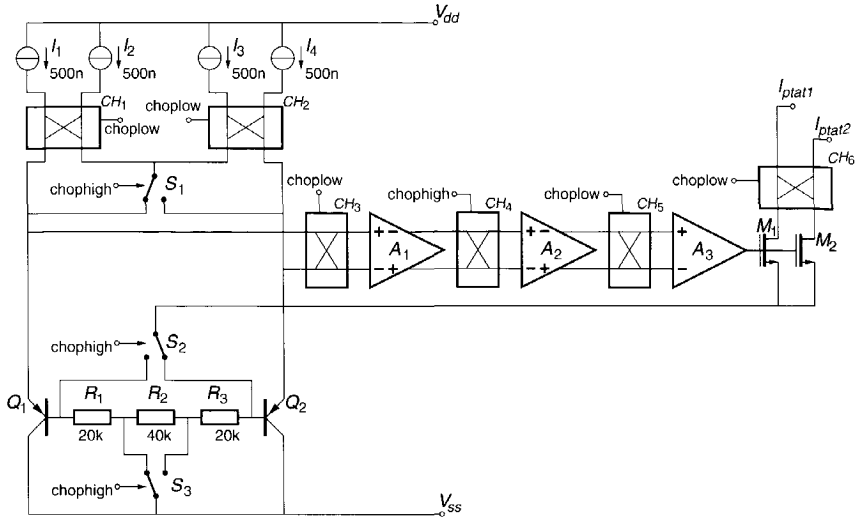 Vdd
I1
I2
I3
I4
500n
500n
500n
500n
CH1
CH2
choplow
choplow
Iptat1
Iptat2
CH6
choplow
chophigh
S1
choplow
CH3
chophigh
CH4
choplow
CH5
+ −
A1
− +
+ −
A2
− +
+
A3
−
M1
M2
chophigh
S2
Q1
R1
R2
R3
Q2
20k
40k
20k
chophigh
S3
Vss